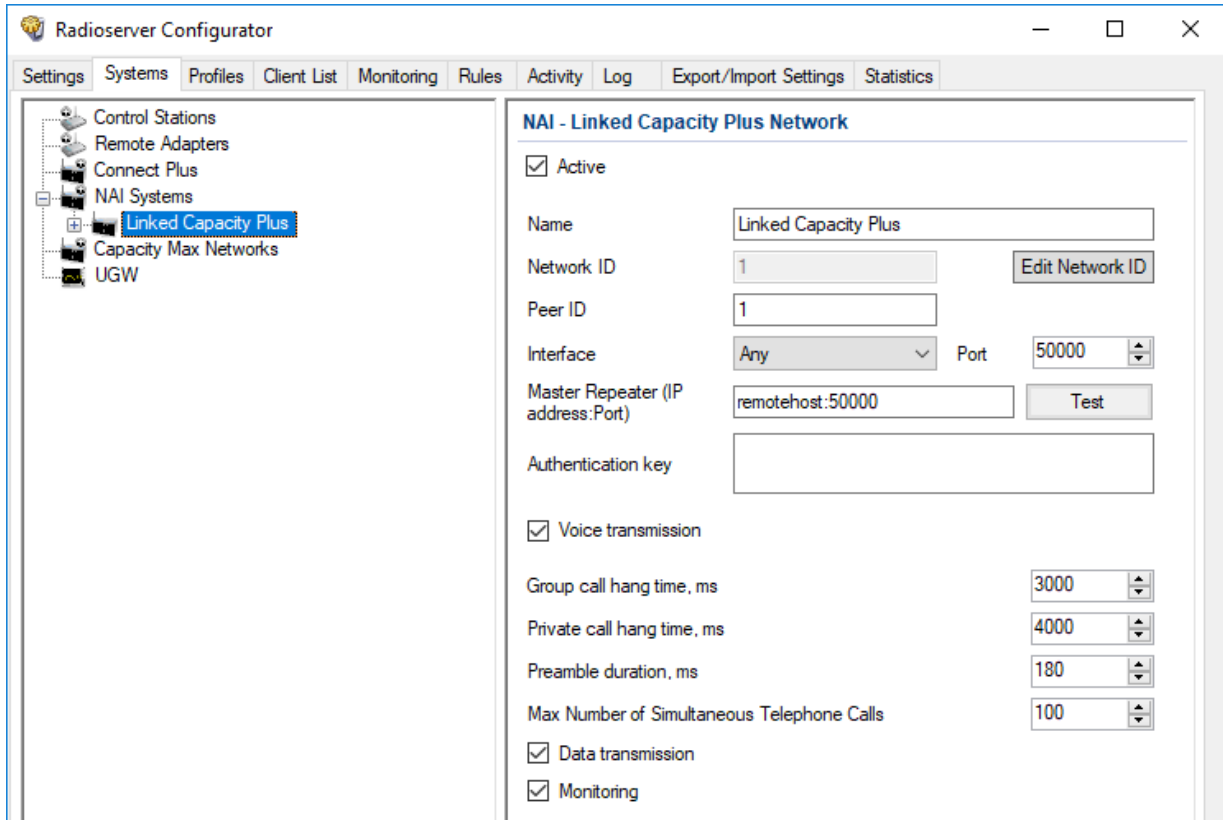 Radioserver Configurator
Settings Systems Profiles Client List Monitoring Rules Activity Log Export/Import Settings Statistics
Control Stations
Remote Adapters
Connect Plus
NAI Systems
Linked Capacity Plus
Capacity Max Networks
UGW
NAI - Linked Capacity Plus Network
Active
Name Linked Capacity Plus
Network ID 1 Edit Network ID
Peer ID 1
Interface Any Port 50000
Master Repeater (IP
address:Port) remotehost:50000 Test
Authentication key
Voice transmission
Group call hang time, ms 3000
Private call hang time, ms 4000
Preamble duration, ms 180
Max Number of Simultaneous Telephone Calls 100
Data transmission
Monitoring